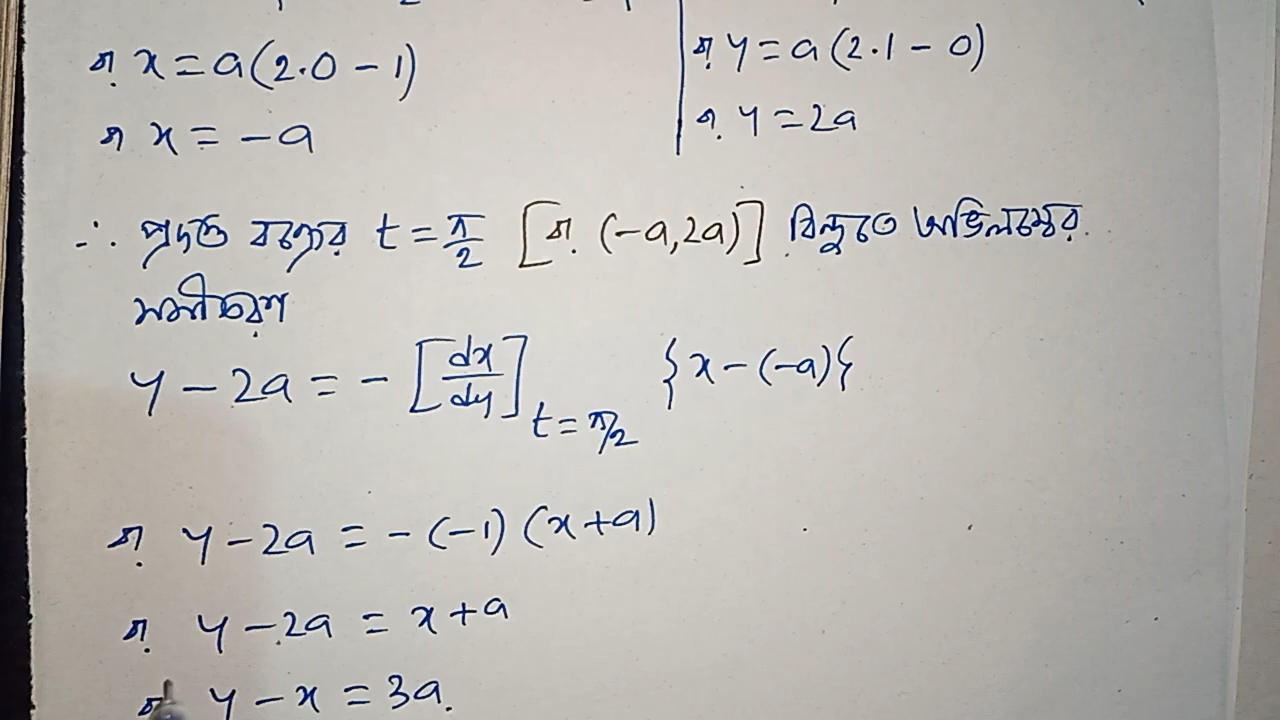 বা, x = a(2.0 - 1)
বা, y = a(2.1 - 0)
বা x = -a
বা, y = 2a
∴ প্রদত্ত বক্রের t = π/2 [বা, (-a, 2a)] বিন্দুতে অভিলম্বের
সমীকরণ
y - 2a = - [dx/dy] t = π/2 {x - (-a)}
বা, y - 2a = - (-1) (x + a)
বা, y - 2a = x + a
বা, y - x = 3a.